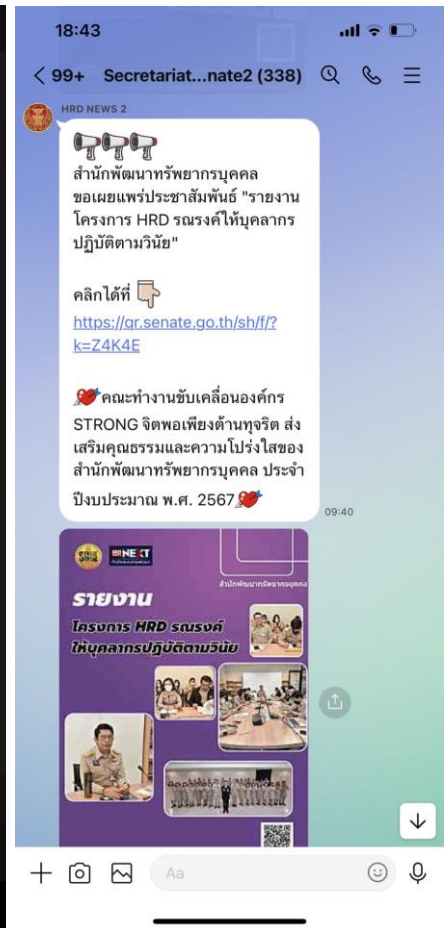 18:43
99+ Secretariat...nate2 (338)
HRD NEWS 2
สำนักพัฒนาทรัพยากรบุคคล
ขอเผยแพร่ประชาสัมพันธ์ "รายงาน
โครงการ HRD รณรงค์ให้บุคลากร
ปฏิบัติตามวินัย"
คลิกได้ที่
https://qr.senate.go.th/sh/f/?
k=Z4K4E
คณะทำงานขับเคลื่อนองค์กร
STRONG จิตพอเพียงต้านทุจริต ส่ง
เสริมคุณธรรมและความโปร่งใสของ
สำนักพัฒนาทรัพยากรบุคคล ประจำ
ปีงบประมาณ พ.ศ. 2567
09:40
NEXT
สำนักพัฒนาทรัพยากรบุคคล
รายงาน
โครงการ HRD รณรงค์
ให้บุคลากรปฏิบัติตามวินัย
Aa